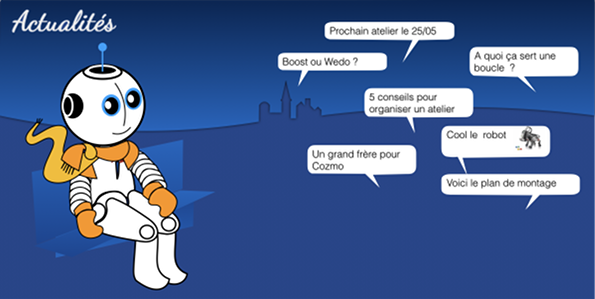 Actualités
Prochain atelier le 25/05
Boost ou Wedo ?
A quoi ça sert une
boucle ?
5 conseils pour
organiser un atelier
Cool le robot
Un grand frère pour
Cozmo
Voici le plan de montage